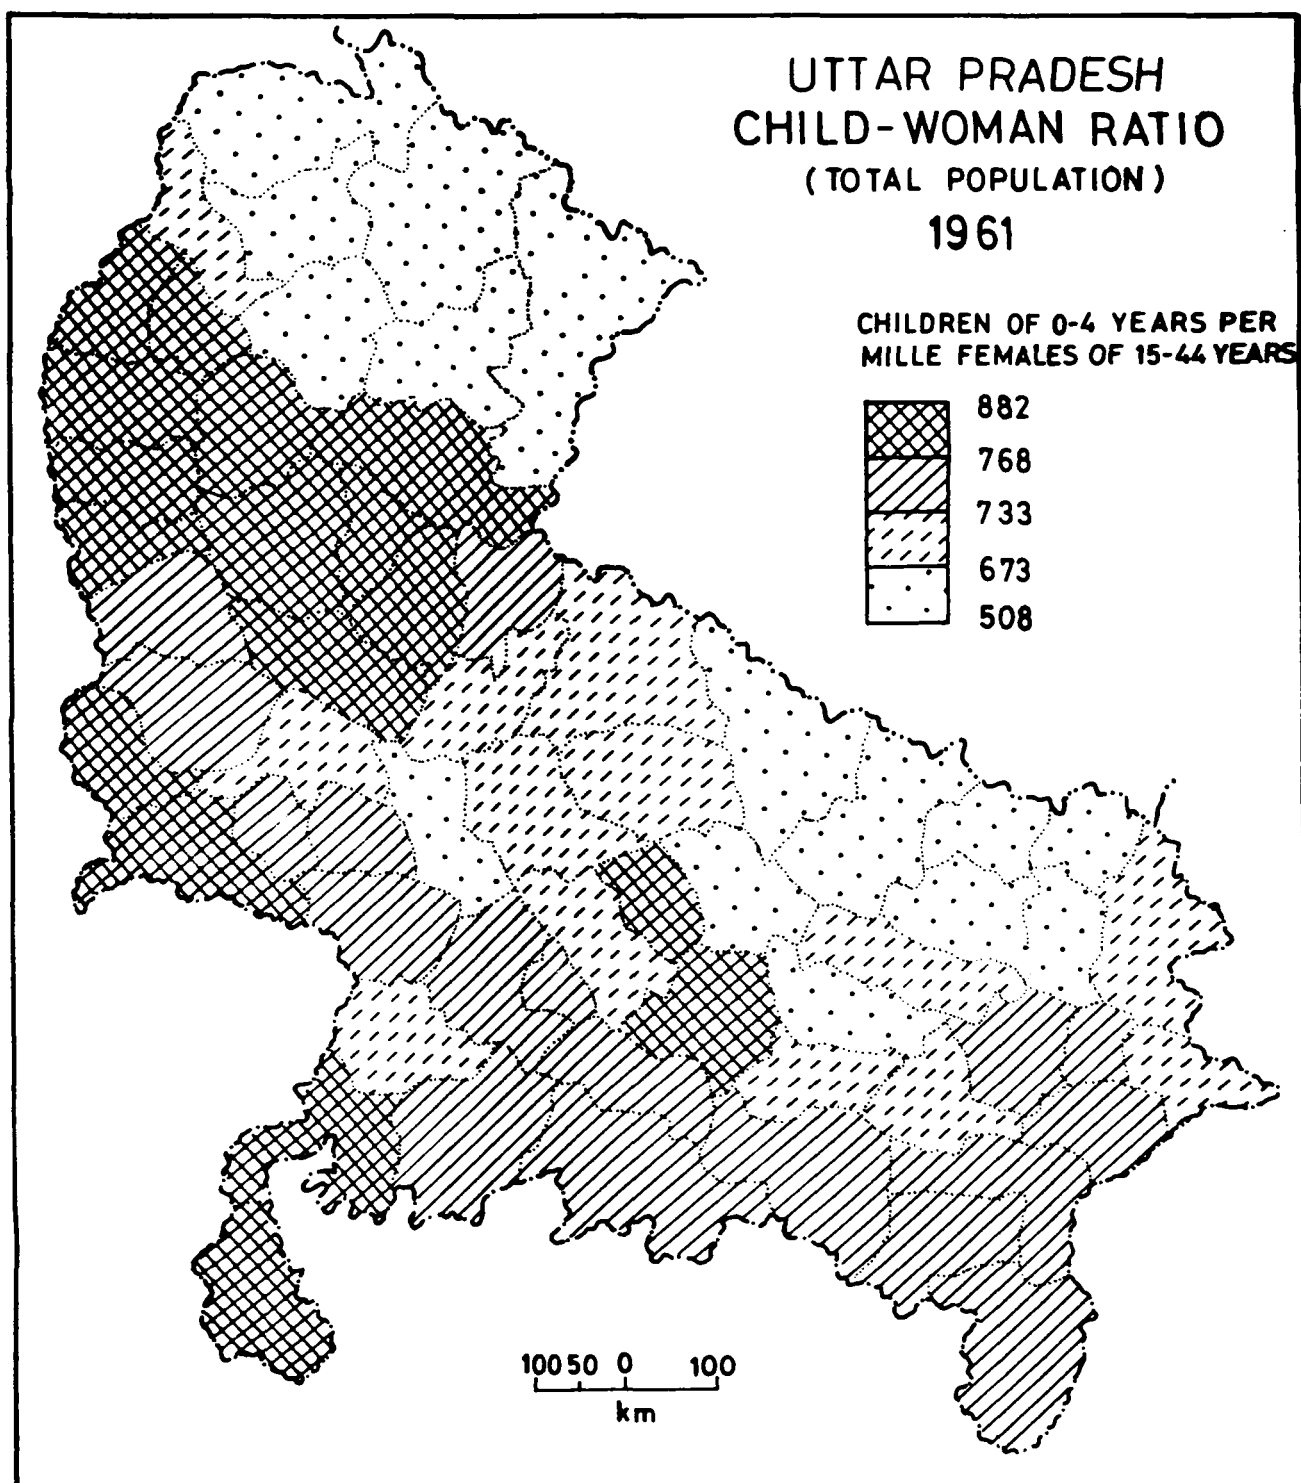 UTTAR PRADESH
CHILD-WOMAN RATIO
(TOTAL POPULATION)
1961
CHILDREN OF 0-4 YEARS PER
MILLE FEMALES OF 15-44 YEARS
882
768
733
673
508
100 50 0 100
km